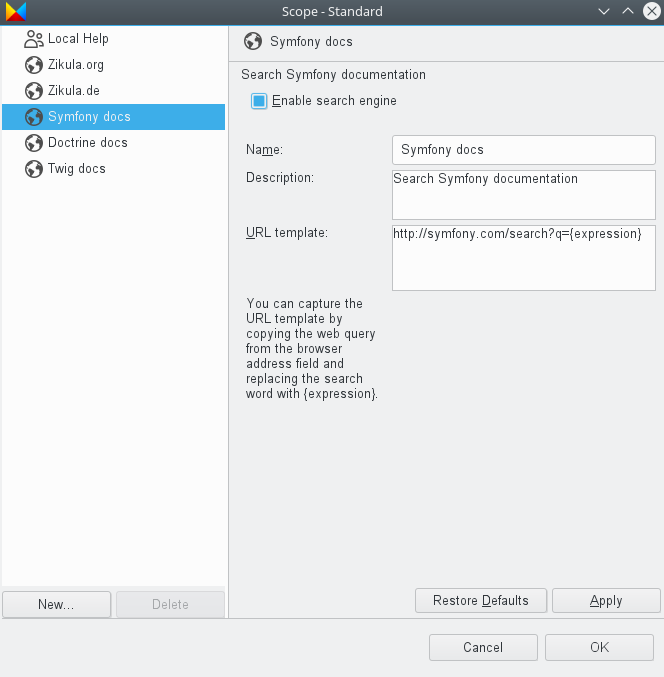 Scope - Standard
Local Help
Zikula.org
Zikula.de
Symfony docs
Doctrine docs
Twig docs
New...
Delete
Symfony docs
Search Symfony documentation
Enable search engine
Name:
Symfony docs
Description:
Search Symfony documentation
URL template:
http://symfony.com/search?q={expression}
You can capture the
URL template by
copying the web query
from the browser
address field and
replacing the search
word with {expression}.
Restore Defaults
Apply
Cancel
OK